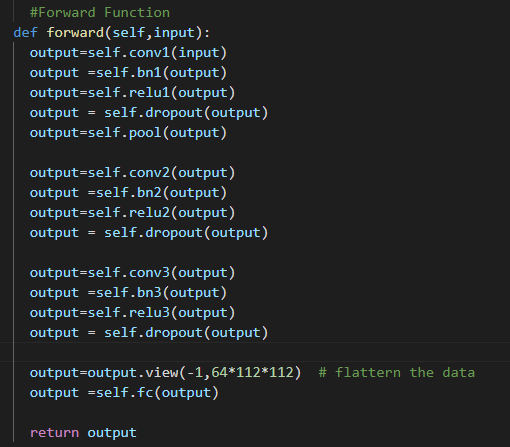 #Forward Function
def forward(self,input):
output=self.conv1(input)
output =self.bn1(output)
output=self.relu1(output)
output = self.dropout(output)
output=self.pool(output)
output=self.conv2(output)
output =self.bn2(output)
output=self.relu2(output)
output = self.dropout(output)
output=self.conv3(output)
output =self.bn3(output)
output=self.relu3(output)
output = self.dropout(output)
output=output.view(-1,64*112*112)  # flattern the data
output =self.fc(output)
return output